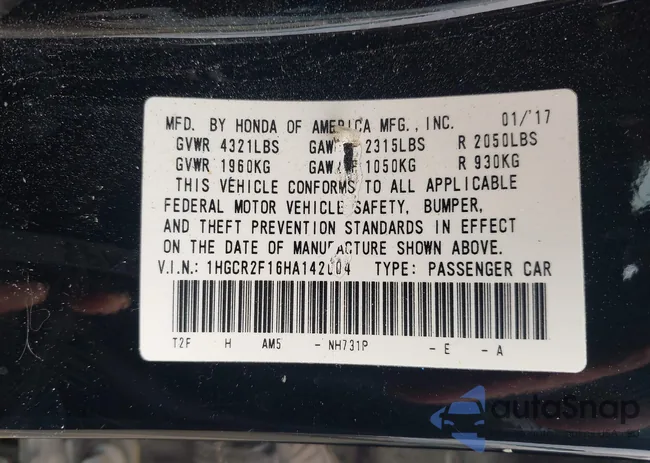 MFD. BY HONDA OF AMERICA MFG., INC. 01/'17
GVWR 4321LBS GAW 2315LBS R 2050LBS
GVWR 1960KG GAW 1050KG R 930KG
THIS VEHICLE CONFORMS TO ALL APPLICABLE
FEDERAL MOTOR VEHICLE SAFETY, BUMPER,
AND THEFT PREVENTION STANDARDS IN EFFECT
ON THE DATE OF MANUFACTURE SHOWN ABOVE.
V.I.N.: 1HGCR2F16HA142004 TYPE: PASSENGER CAR
T2F H AM5 - NH731P - E - A
autoSnap